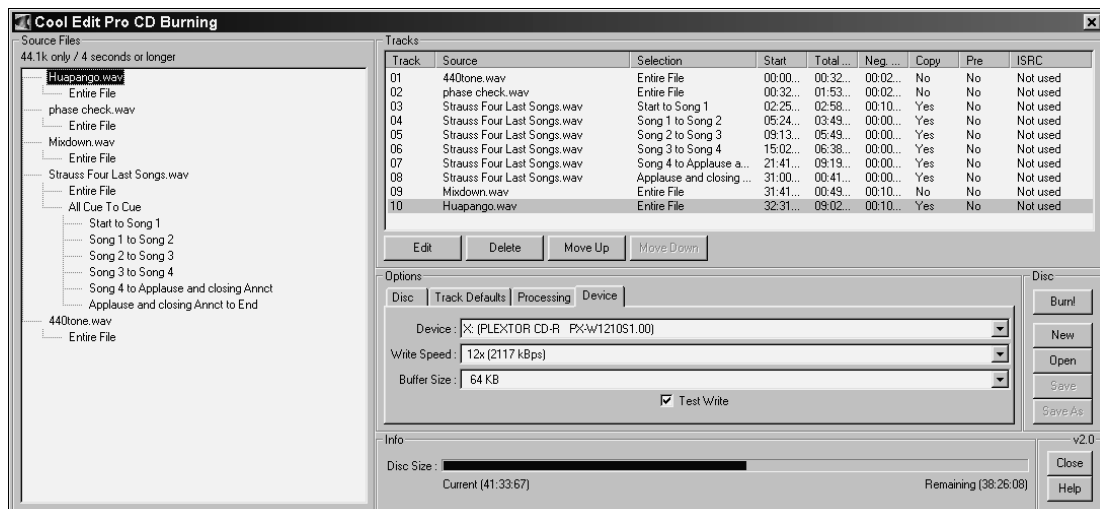 Cool Edit Pro CD Burning
Source Files
44.1k only / 4 seconds or longer
Huapango.wav
Entire File
phase check.wav
Entire File
Mixdown.wav
Entire File
Strauss Four Last Songs.wav
Entire File
All Cue To Cue
Start to Song 1
Song 1 to Song 2
Song 2 to Song 3
Song 3 to Song 4
Song 4 to Applause and closing Annct
Applause and closing Annct to End
440tone.wav
Entire File
Tracks
Track Source Selection Start Total ... Neg. ... Copy Pre ISRC
01 440tone.wav Entire File 00:00... 00:32... 00:02... No No Not used
02 phase check.wav Entire File 00:32... 01:53... 00:02... No No Not used
03 Strauss Four Last Songs.wav Start to Song 1 02:25... 02:58... 00:10... Yes No Not used
04 Strauss Four Last Songs.wav Song 1 to Song 2 05:24... 03:49... 00:00... Yes No Not used
05 Strauss Four Last Songs.wav Song 2 to Song 3 09:13... 05:49... 00:00... Yes No Not used
06 Strauss Four Last Songs.wav Song 3 to Song 4 15:02... 06:38... 00:00... Yes No Not used
07 Strauss Four Last Songs.wav Song 4 to Applause a... 21:41... 09:19... 00:00... Yes No Not used
08 Strauss Four Last Songs.wav Applause and closing ... 31:00... 00:41... 00:00... Yes No Not used
09 Mixdown.wav Entire File 31:41... 00:49... 00:10... No No Not used
10 Huapango.wav Entire File 32:31... 09:02... 00:10... Yes No Not used
Edit Delete Move Up Move Down
Options
Disc Track Defaults Processing Device
Device : X: (PLEXTOR CD-R PX-W1210S1.00)
Write Speed : 12x (2117 kBps)
Buffer Size : 64 KB
Test Write
Disc
Burn!
New
Open
Save
Save As
Info
Disc Size :
Current (41:33:67) Remaining (38:26:08)
v2.0
Close
Help